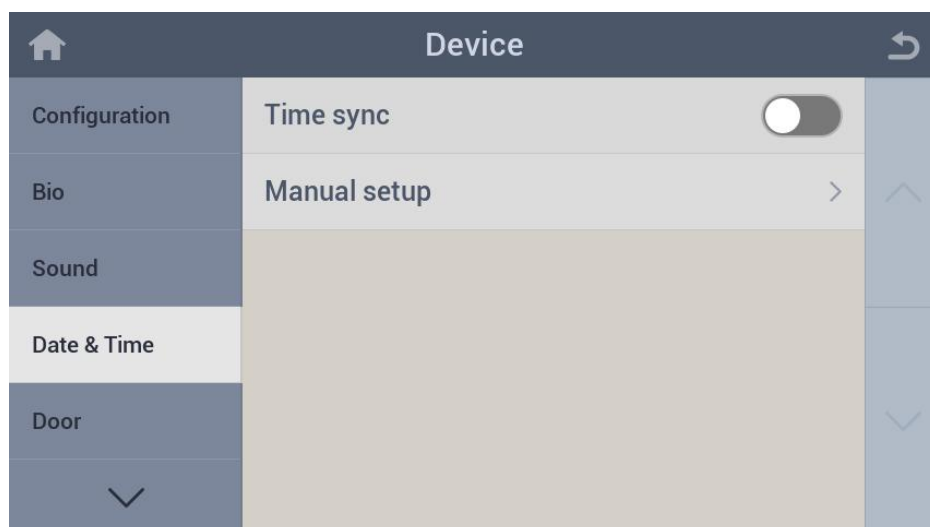 Device
Configuration
Bio
Sound
Date & Time
Door
Time sync
Manual setup